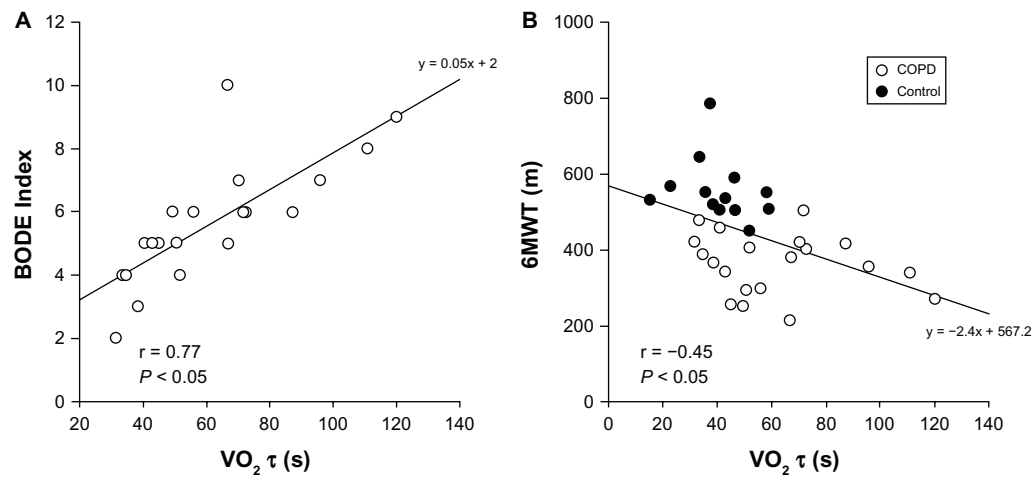 A
12
10
8
6
4
2
0
20
40
60
80
100
120
140
BODE Index
VO2 τ (s)
y = 0.05x + 2
r = 0.77
P < 0.05
B
1000
800
600
400
200
0
0
20
40
60
80
100
120
140
6MWT (m)
VO2 τ (s)
COPD
Control
y = −2.4x + 567.2
r = −0.45
P < 0.05